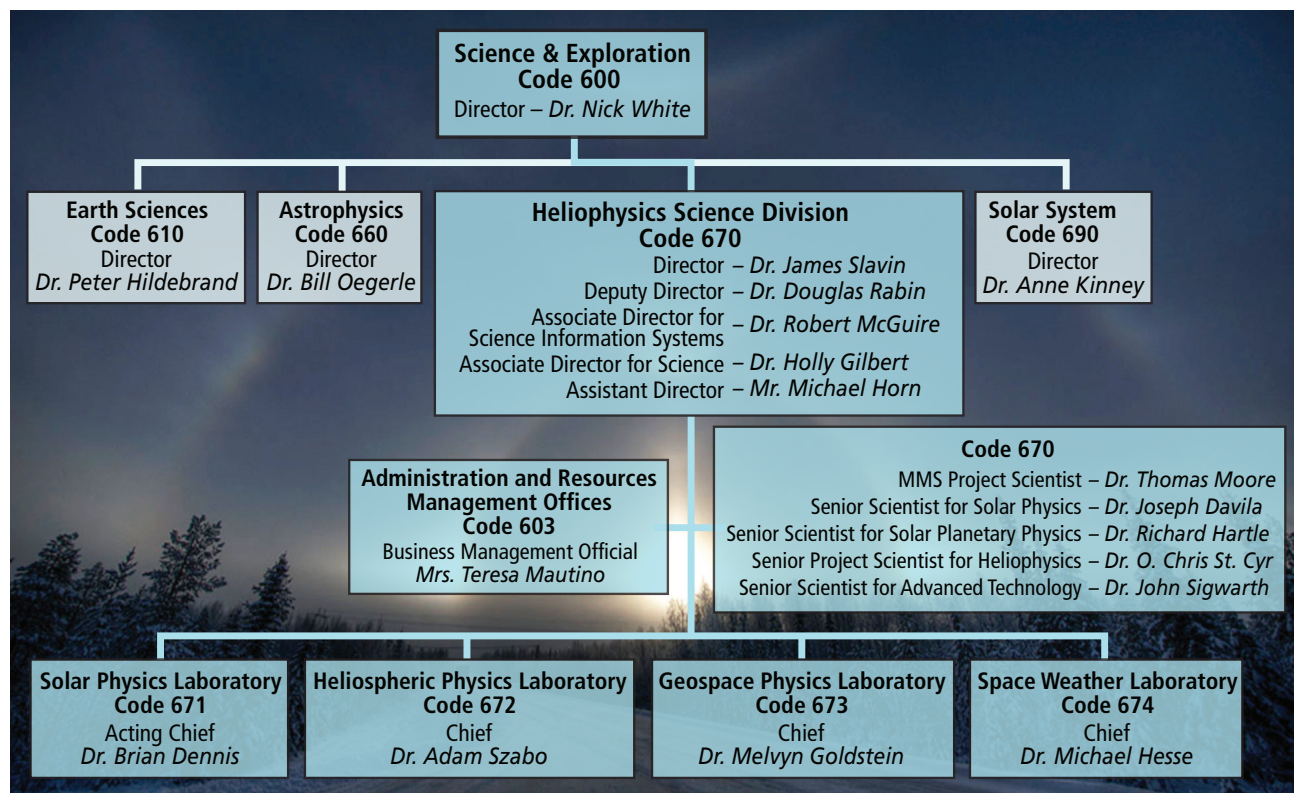 Science & Exploration
Code 600
Director – Dr. Nick White
Earth Sciences
Code 610
Director
Dr. Peter Hildebrand
Astrophysics
Code 660
Director
Dr. Bill Oegerle
Heliophysics Science Division
Code 670
Director – Dr. James Slavin
Deputy Director – Dr. Douglas Rabin
Associate Director for
Science Information Systems – Dr. Robert McGuire
Associate Director for Science – Dr. Holly Gilbert
Assistant Director – Mr. Michael Horn
Solar System
Code 690
Director
Dr. Anne Kinney
Administration and Resources
Management Offices
Code 603
Business Management Official
Mrs. Teresa Mautino
Code 670
MMS Project Scientist – Dr. Thomas Moore
Senior Scientist for Solar Physics – Dr. Joseph Davila
Senior Scientist for Solar Planetary Physics – Dr. Richard Hartle
Senior Project Scientist for Heliophysics – Dr. O. Chris St. Cyr
Senior Scientist for Advanced Technology – Dr. John Sigwarth
Solar Physics Laboratory
Code 671
Acting Chief
Dr. Brian Dennis
Heliospheric Physics Laboratory
Code 672
Chief
Dr. Adam Szabo
Geospace Physics Laboratory
Code 673
Chief
Dr. Melvyn Goldstein
Space Weather Laboratory
Code 674
Chief
Dr. Michael Hesse